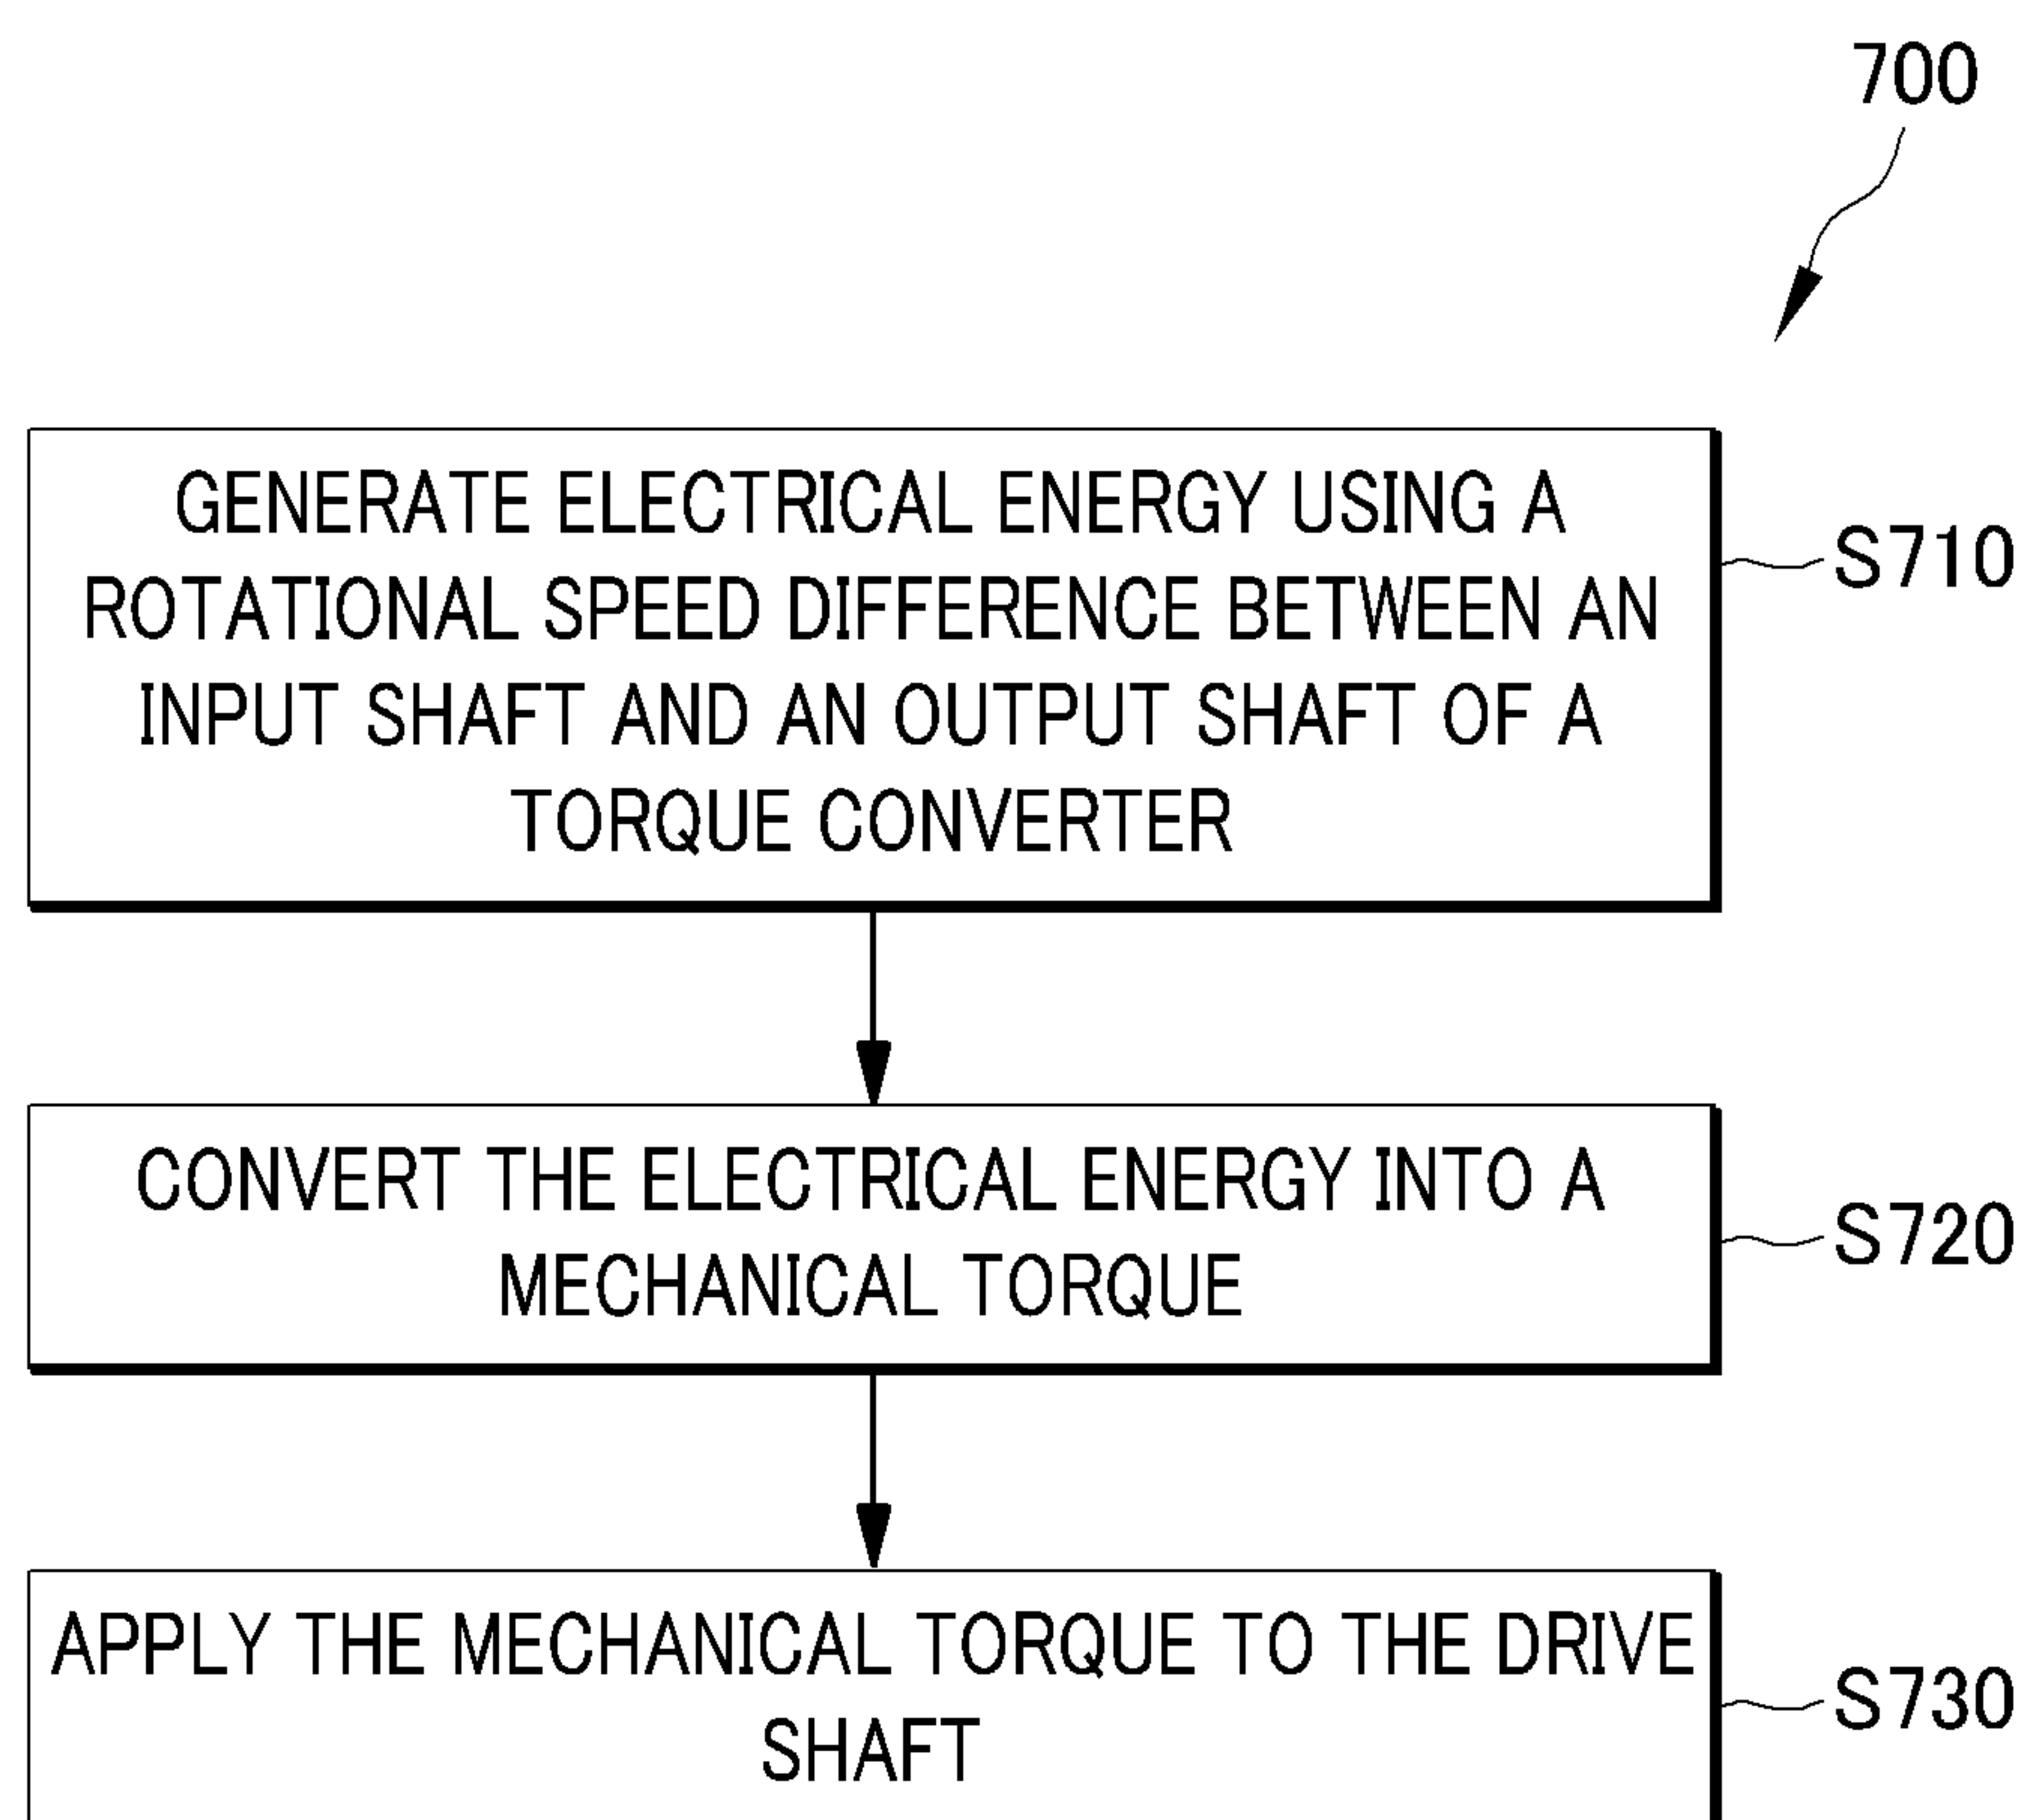 700
GENERATE ELECTRICAL ENERGY USING A
ROTATIONAL SPEED DIFFERENCE BETWEEN AN
INPUT SHAFT AND AN OUTPUT SHAFT OF A
TORQUE CONVERTER
S710
CONVERT THE ELECTRICAL ENERGY INTO A
MECHANICAL TORQUE
S720
APPLY THE MECHANICAL TORQUE TO THE DRIVE
SHAFT
S730